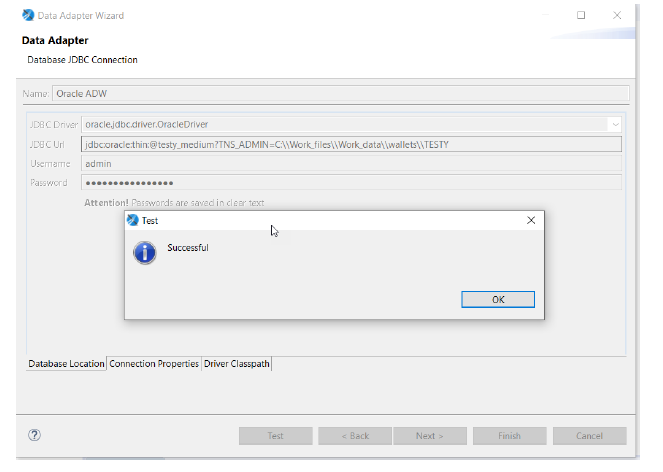 Data Adapter Wizard
Data Adapter
Database JDBC Connection
Name: Oracle ADW
JDBC Driver oracle.jdbc.driver.OracleDriver
JDBC Url jdbc:oracle:thin:@testy_medium?TNS_ADMIN=C:\\Work_files\\Work_data\\wallets\\TESTY
Username admin
Password ••••••••••••••••
Attention! Passwords are saved in clear text
Test
Successful
OK
Database Location Connection Properties Driver Classpath
Test < Back Next > Finish Cancel